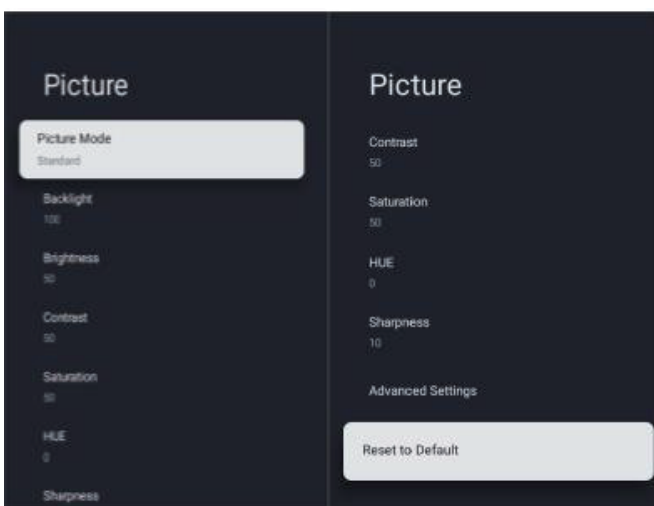 Picture
Picture Mode
Standard
Backlight
100
Brightness
50
Contrast
50
Saturation
50
HUE
0
Sharpness
Picture
Contrast
50
Saturation
50
HUE
0
Sharpness
10
Advanced Settings
Reset to Default